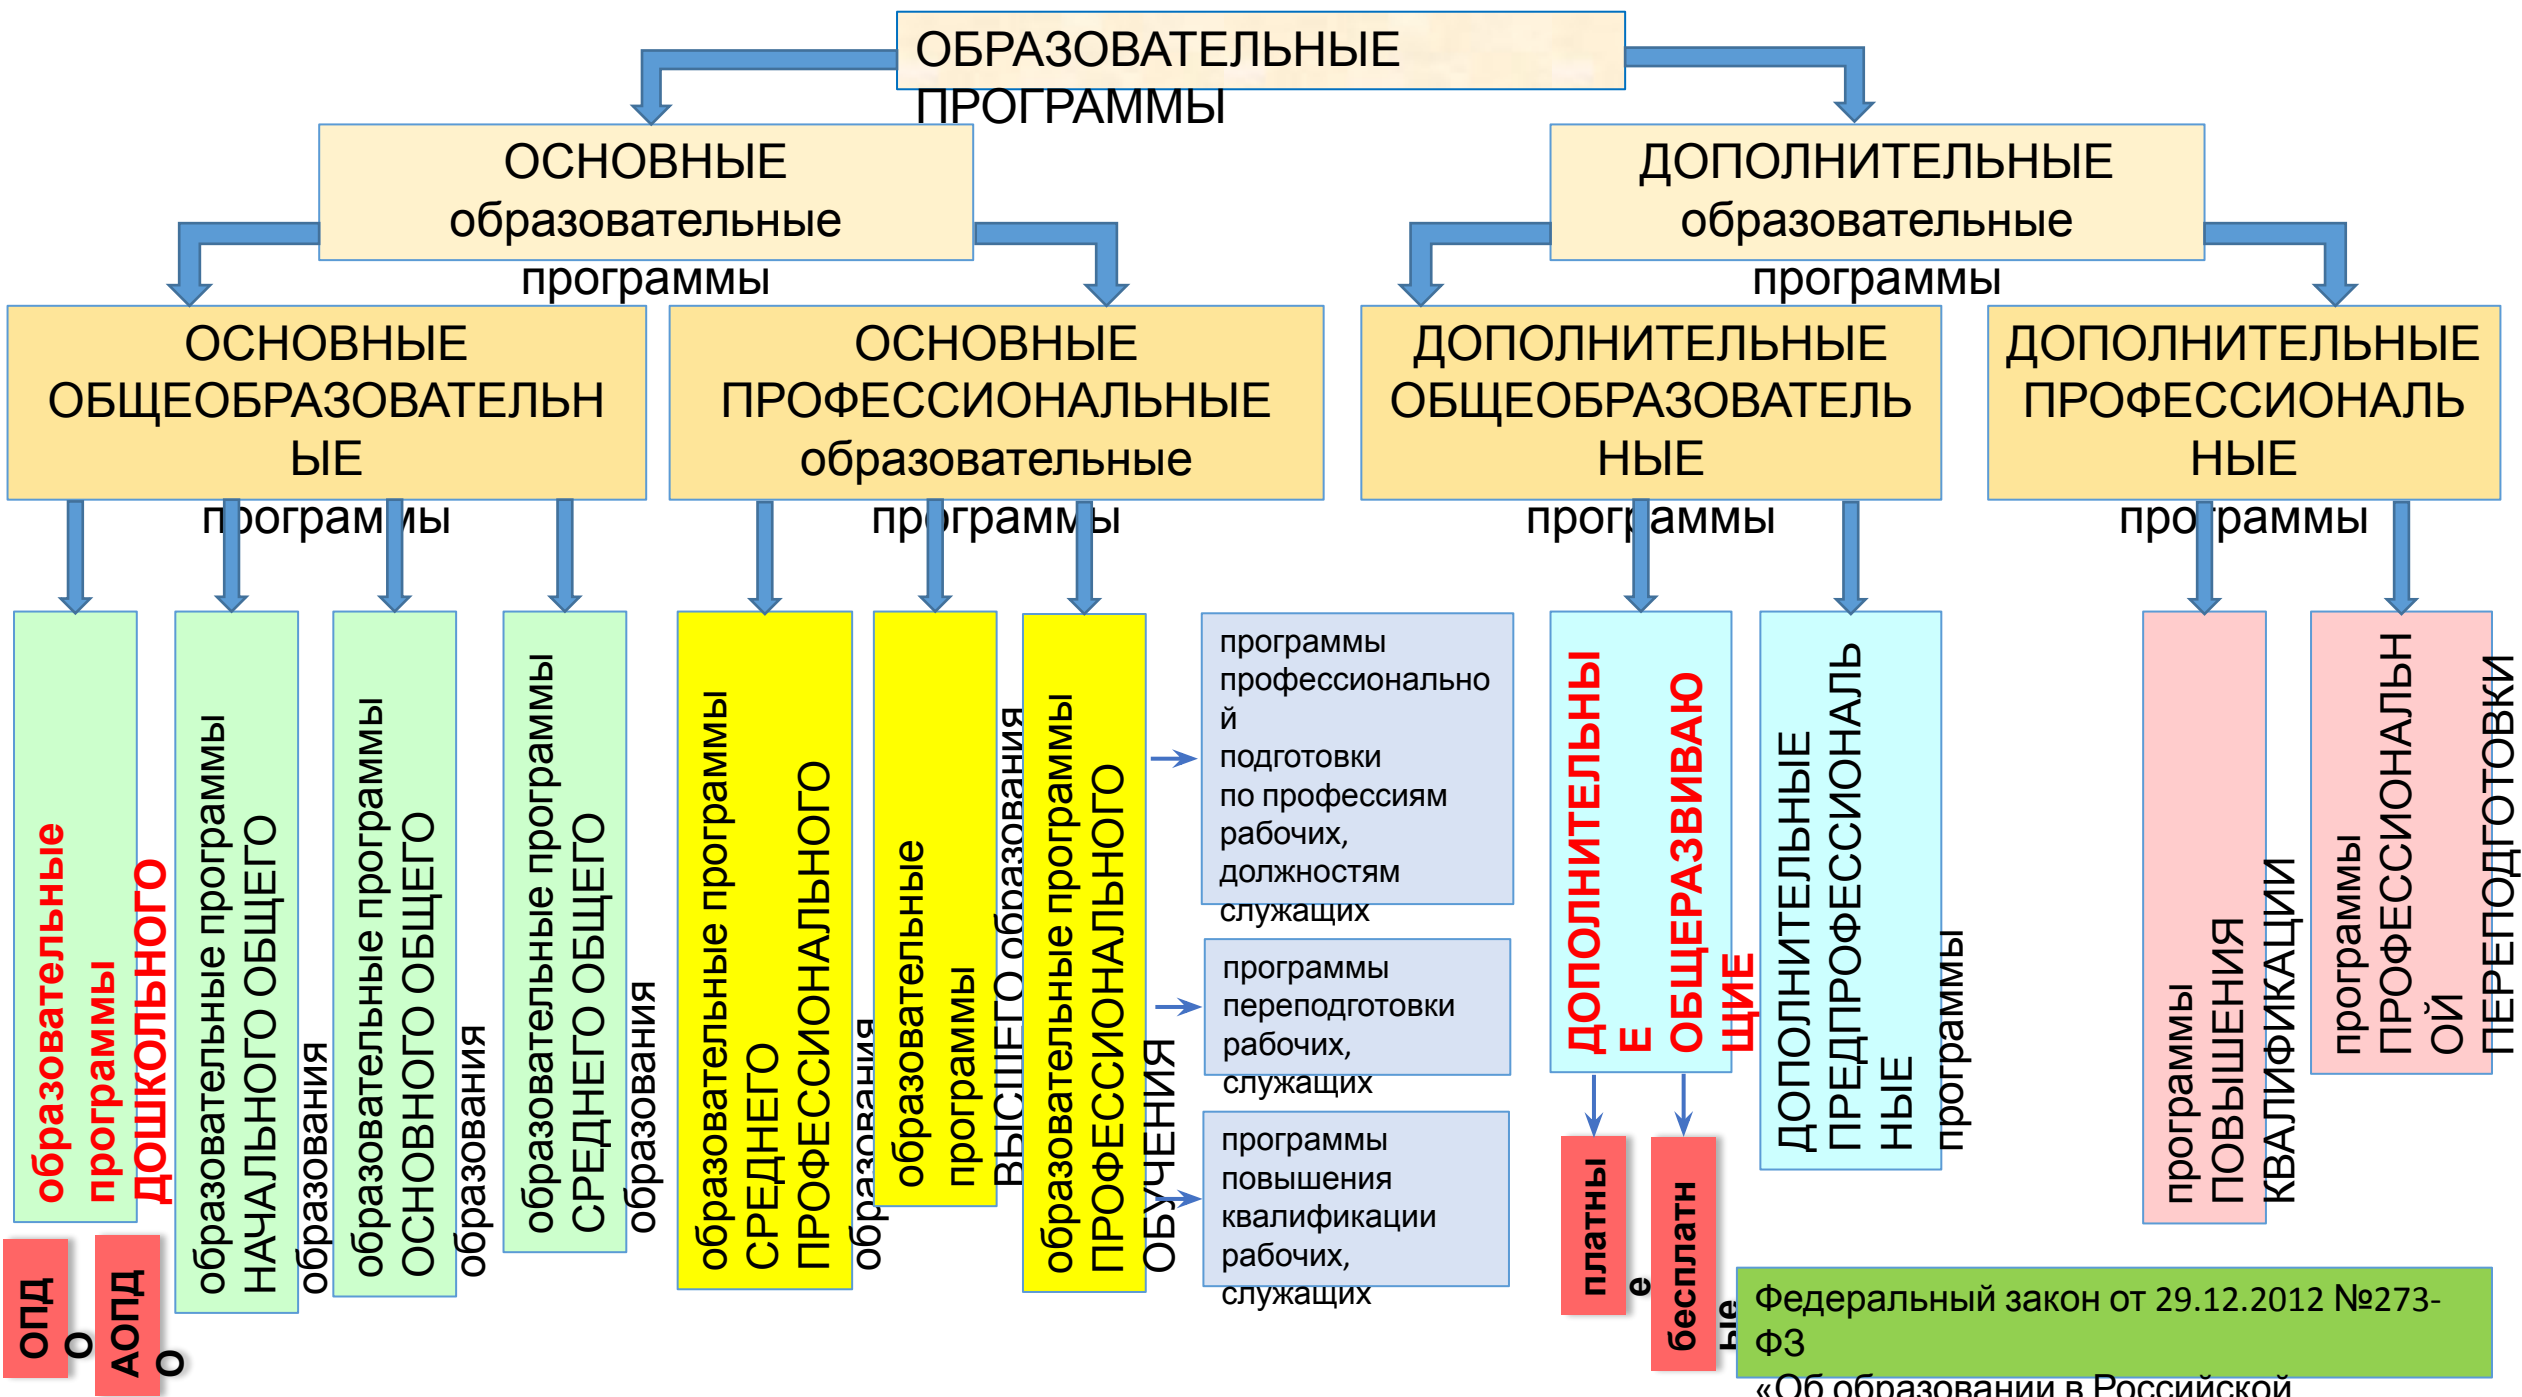 ОБРАЗОВАТЕЛЬНЫЕ
ПРОГРАММЫ
ОСНОВНЫЕ
образовательные
программы
ДОПОЛНИТЕЛЬНЫЕ
образовательные
программы
ОСНОВНЫЕ
ОБЩЕОБРАЗОВАТЕЛЬН
ЫЕ
программы
ОСНОВНЫЕ
ПРОФЕССИОНАЛЬНЫЕ
образовательные
программы
ДОПОЛНИТЕЛЬНЫЕ
ОБЩЕОБРАЗОВАТЕЛЬ
НЫЕ
программы
ДОПОЛНИТЕЛЬНЫЕ
ПРОФЕССИОНАЛЬ
НЫЕ
программы
образовательные
программы
ДОШКОЛЬНОГО
образовательные программы
НАЧАЛЬНОГО ОБЩЕГО
образования
образовательные программы
ОСНОВНОГО ОБЩЕГО
образования
образовательные программы
СРЕДНЕГО ОБЩЕГО
образования
образовательные программы
СРЕДНЕГО
ПРОФЕССИОНАЛЬНОГО
образования
образовательные
программы
ВЫСШЕГО образования
образовательные программы
ПРОФЕССИОНАЛЬНОГО
ОБУЧЕНИЯ
программы
профессионально
й
подготовки
по профессиям
рабочих,
должностям
служащих
программы
переподготовки
рабочих,
служащих
программы
повышения
квалификации
рабочих,
служащих
ДОПОЛНИТЕЛЬНЫ
Е
ОБЩЕРАЗВИВАЮ
ЩИЕ
ДОПОЛНИТЕЛЬНЫЕ
ПРЕДПРОФЕССИОНАЛЬ
НЫЕ
программы
программы
ПОВЫШЕНИЯ
КВАЛИФИКАЦИИ
программы
ПРОФЕССИОНАЛЬН
ОЙ
ПЕРЕПОДГОТОВКИ
ОПД
О
АОПД
О
платны
е
бесплатн
ые
Федеральный закон от 29.12.2012 №273-
ФЗ
«Об образовании в Российской